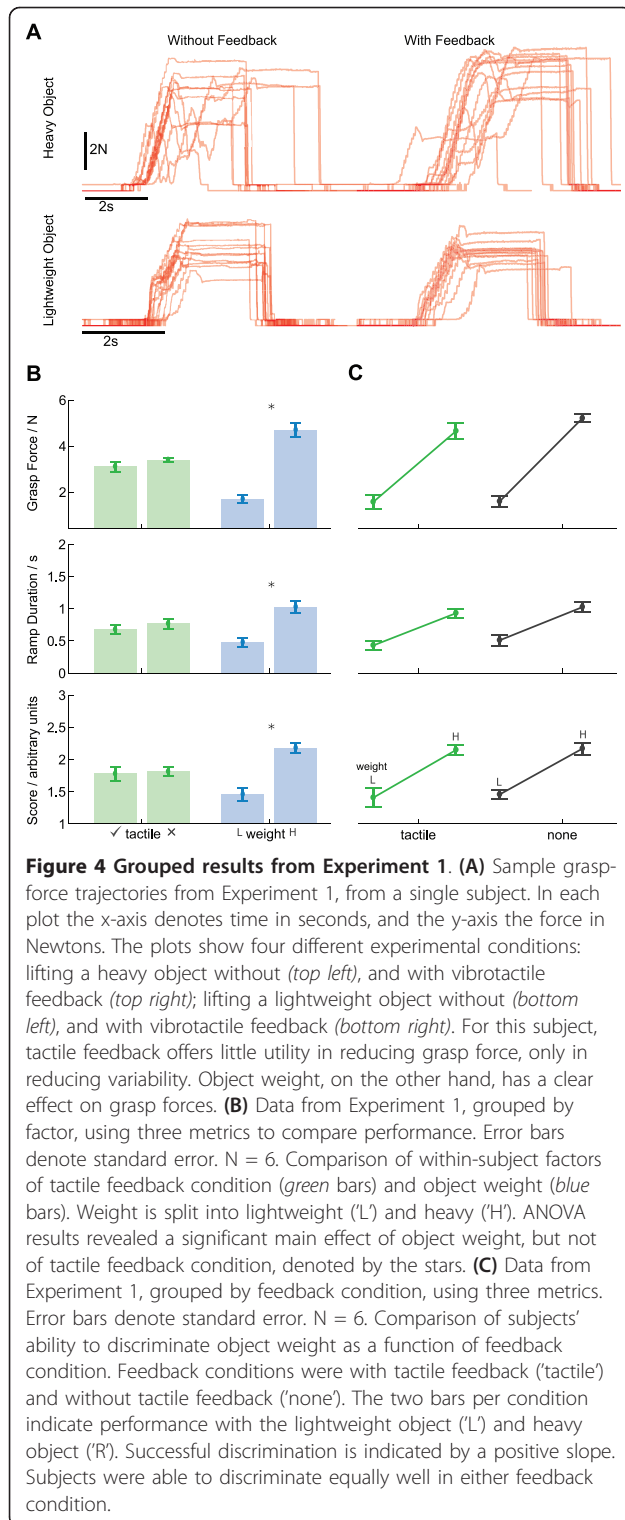 A
Without Feedback
With Feedback
Heavy Object
2N
2s
Lightweight Object
2s
B
C
Grasp Force / N
6
4
2
*
Ramp Duration / s
2
1.5
1
0.5
0
*
Score / arbitrary units
3
2.5
2
1.5
1
*
✓ tactile ✕
L weight H
weight
L
H
L
H
tactile
none
Figure 4 Grouped results from Experiment 1. (A) Sample grasp-
force trajectories from Experiment 1, from a single subject. In each
plot the x-axis denotes time in seconds, and the y-axis the force in
Newtons. The plots show four different experimental conditions:
lifting a heavy object without (top left), and with vibrotactile
feedback (top right); lifting a lightweight object without (bottom
left), and with vibrotactile feedback (bottom right). For this subject,
tactile feedback offers little utility in reducing grasp force, only in
reducing variability. Object weight, on the other hand, has a clear
effect on grasp forces. (B) Data from Experiment 1, grouped by
factor, using three metrics to compare performance. Error bars
denote standard error. N = 6. Comparison of within-subject factors
of tactile feedback condition (green bars) and object weight (blue
bars). Weight is split into lightweight ('L') and heavy ('H'). ANOVA
results revealed a significant main effect of object weight, but not
of tactile feedback condition, denoted by the stars. (C) Data from
Experiment 1, grouped by feedback condition, using three metrics.
Error bars denote standard error. N = 6. Comparison of subjects'
ability to discriminate object weight as a function of feedback
condition. Feedback conditions were with tactile feedback ('tactile')
and without tactile feedback ('none'). The two bars per condition
indicate performance with the lightweight object ('L') and heavy
object ('R'). Successful discrimination is indicated by a positive slope.
Subjects were able to discriminate equally well in either feedback
condition.